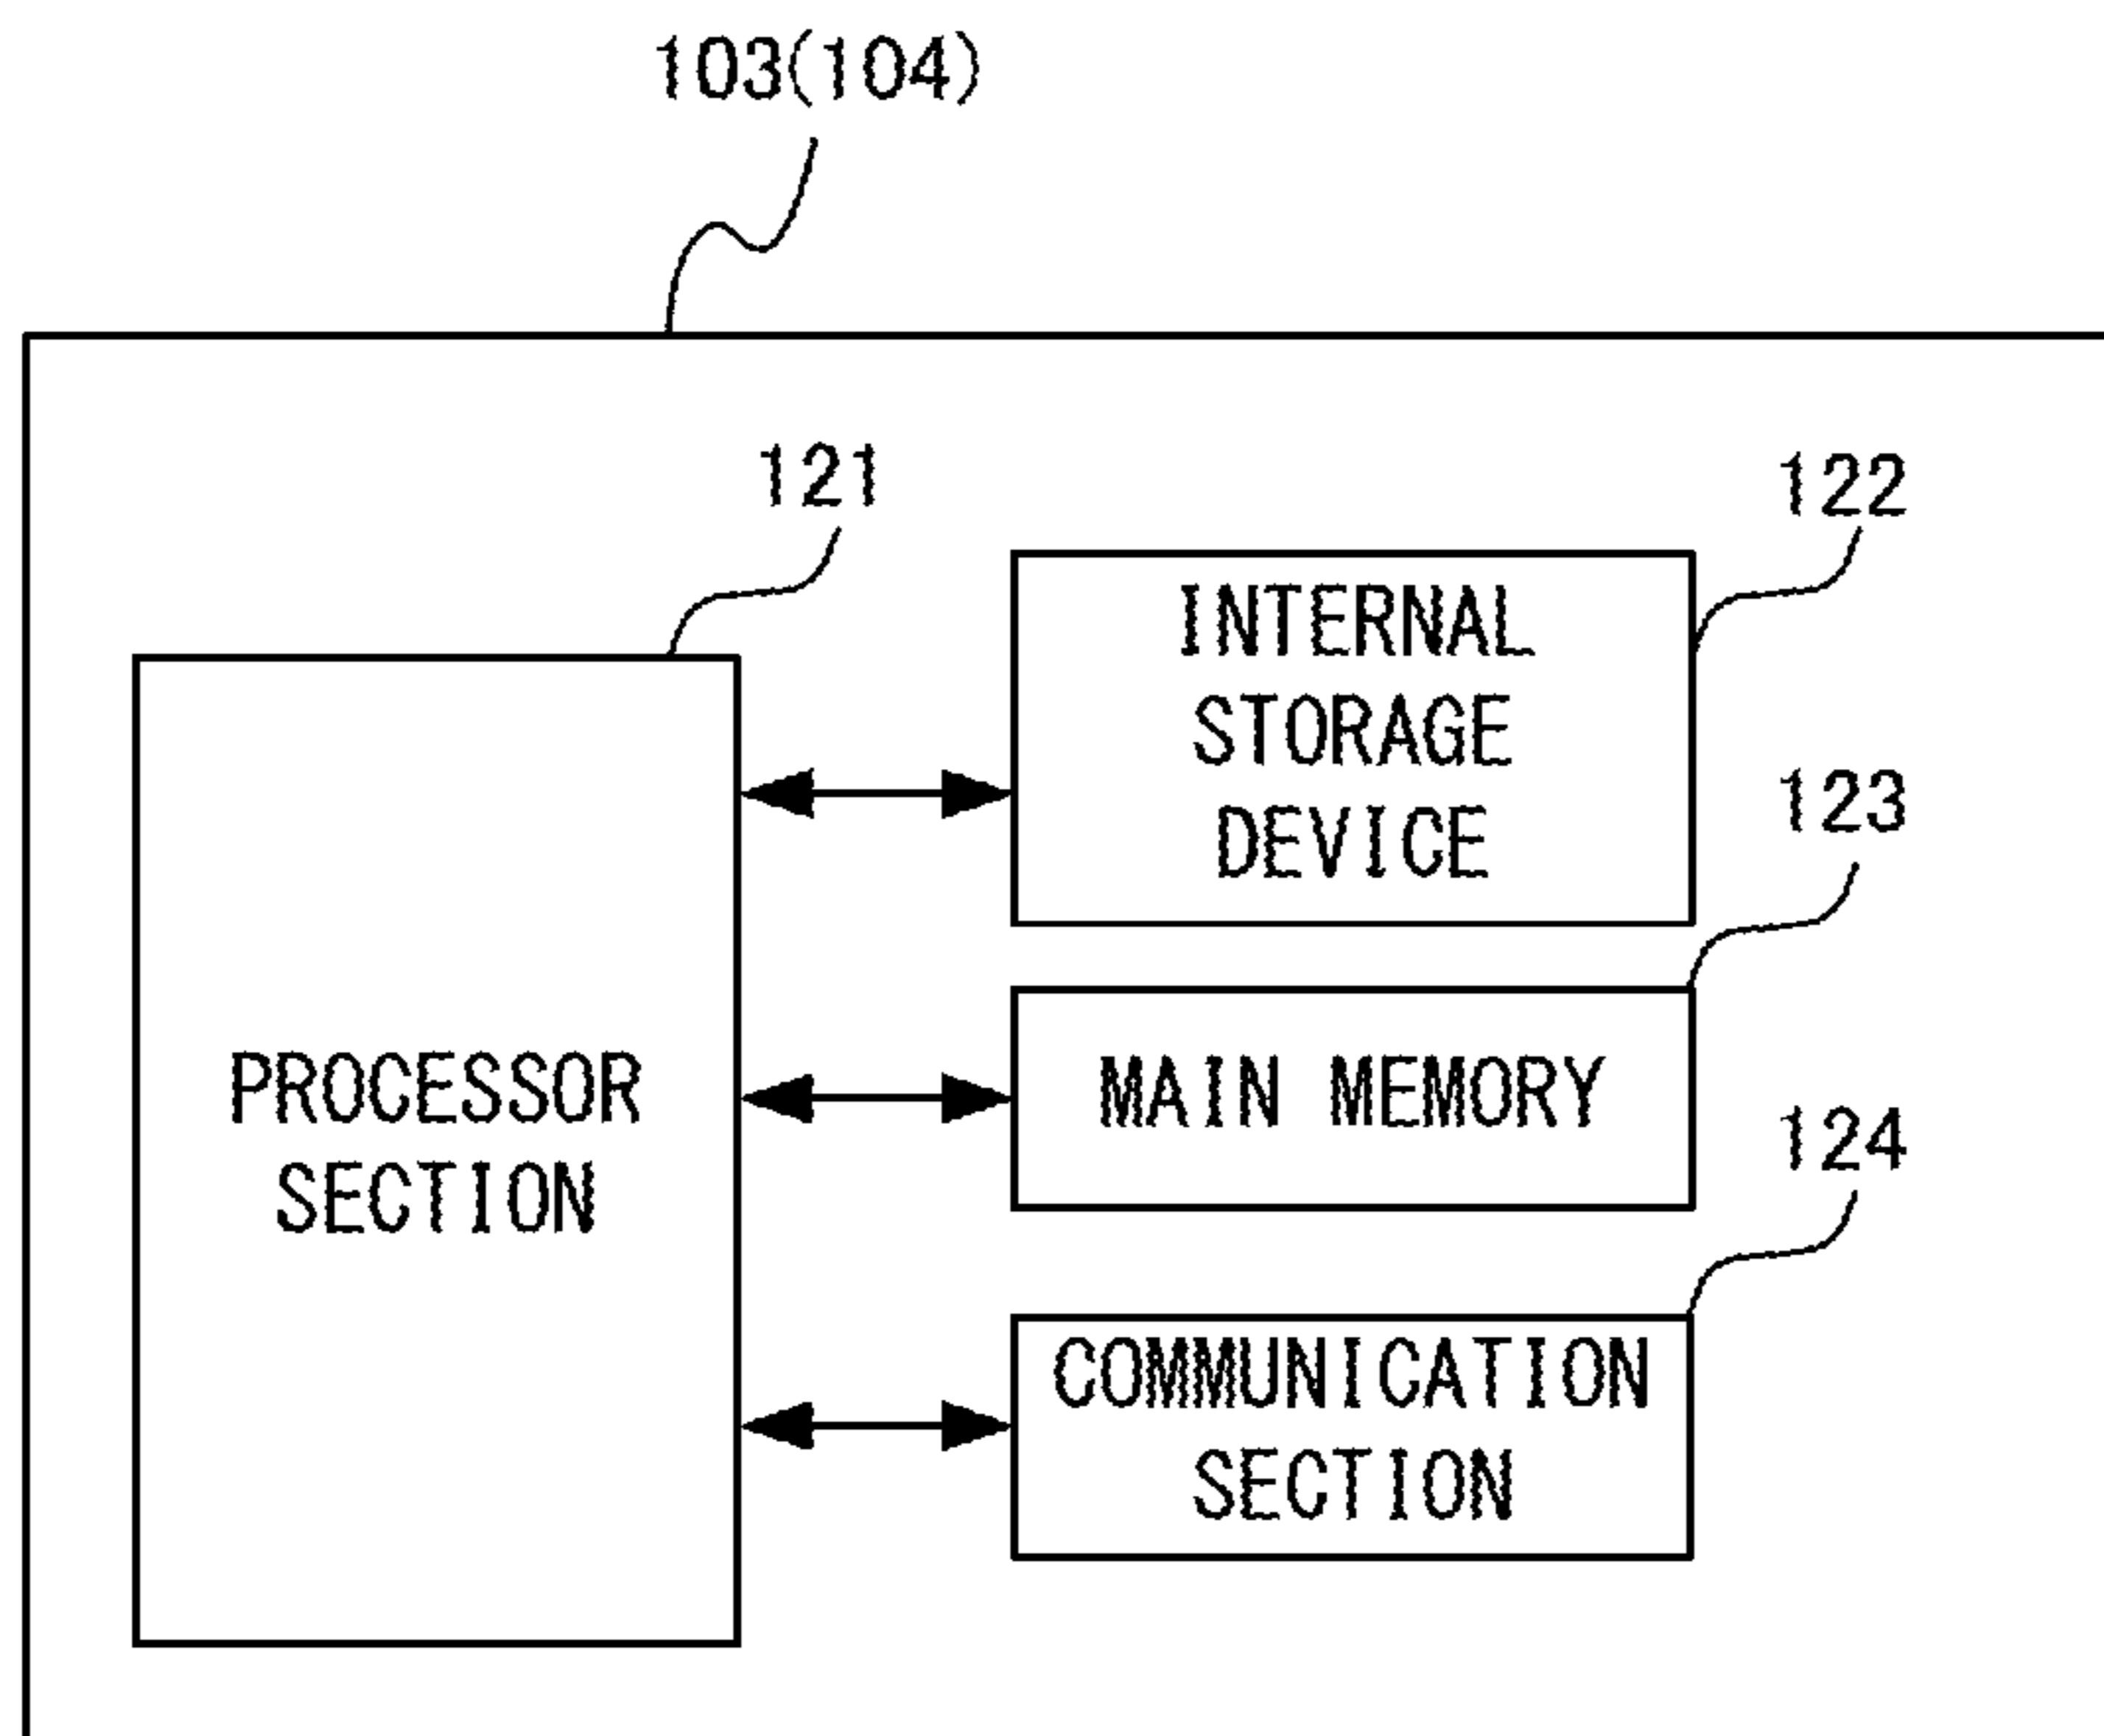 103(104)
121
122
INTERNAL
STORAGE
DEVICE
123
PROCESSOR
SECTION
MAIN MEMORY
124
COMMUNICATION
SECTION